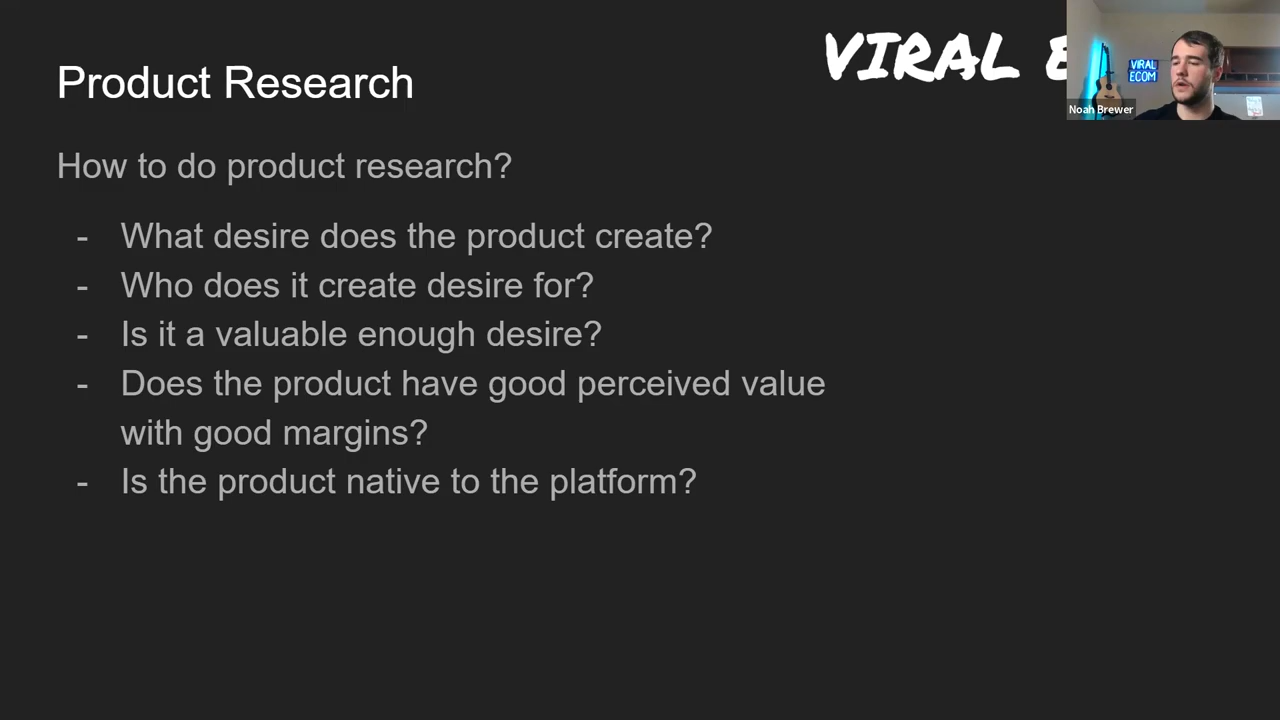 VIRAL
Product Research
VIRAL
ECOM
Noah Brewer
How to do product research?
- What desire does the product create?
- Who does it create desire for?
- Is it a valuable enough desire?
- Does the product have good perceived value
with good margins?
- Is the product native to the platform?